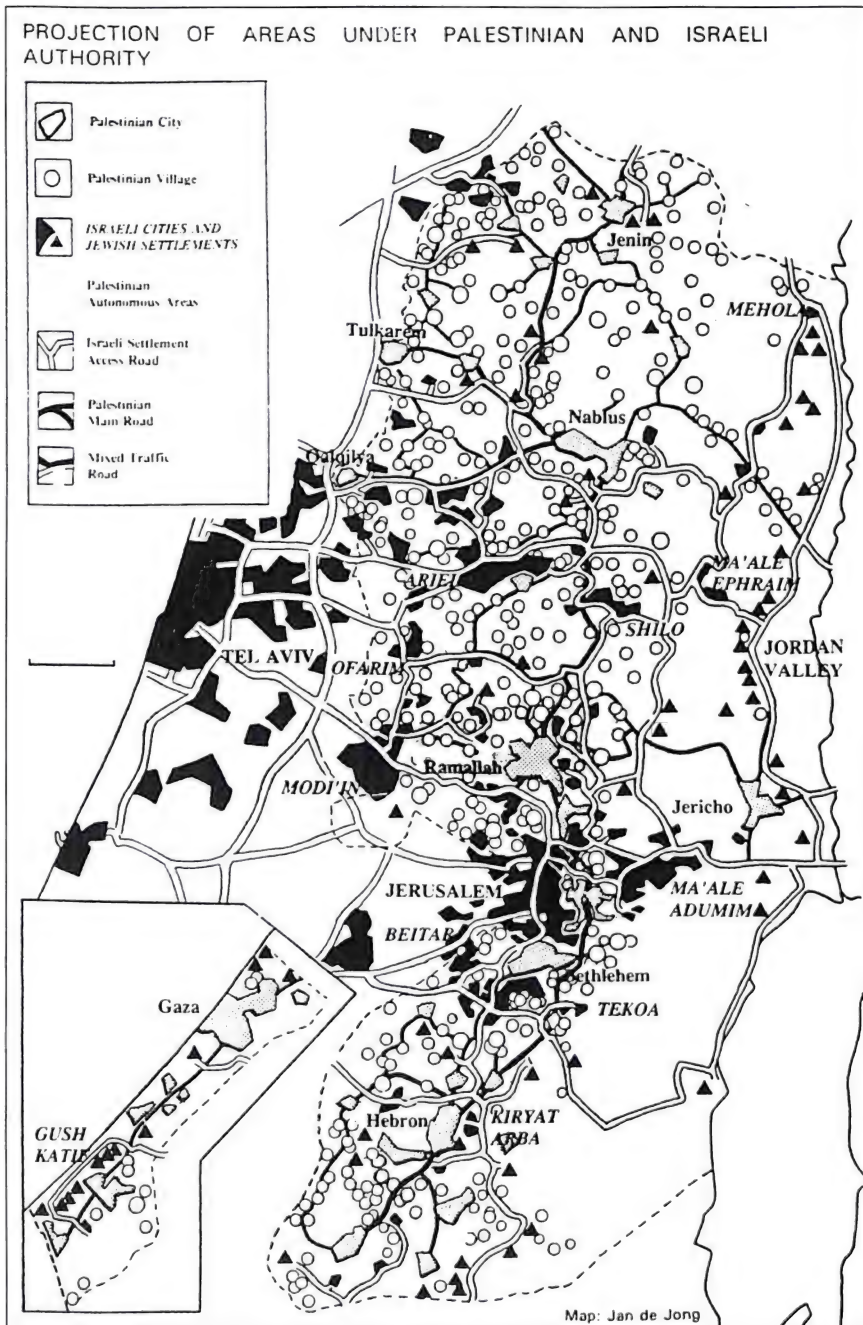 PROJECTION OF AREAS UNDER PALESTINIAN AND ISRAELI
AUTHORITY
Palestinian City
Palestinian Village
ISRAELI CITIES AND
JEWISH SETTLEMENTS
Palestinian
Autonomous Areas
Israeli Settlement
Access Road
Palestinian
Main Road
Mixed Traffic
Road
Jenin
MEHOLA
Tulkarem
Nablus
Qalqilya
ARIEL
MA'ALE
EPHRAIM
SHILO
TEL AVIV
OFARIM
JORDAN
VALLEY
Ramallah
MODI'IN
Jericho
JERUSALEM
MA'ALE
ADUMIM
BEITAR
Bethlehem
TEKOA
Gaza
GUSH
KATIF
Hebron
KIRYAT
ARBA
Map: Jan de Jong